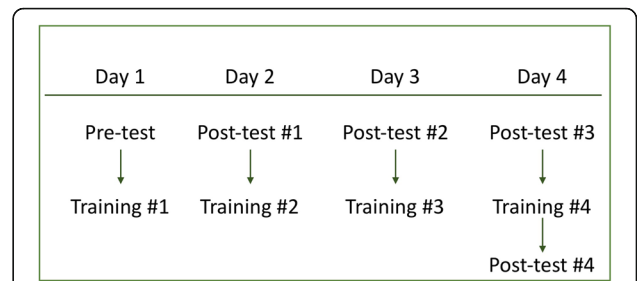 Day 1 Day 2 Day 3 Day 4
Pre-test Post-test #1 Post-test #2 Post-test #3
Training #1 Training #2 Training #3 Training #4
Post-test #4